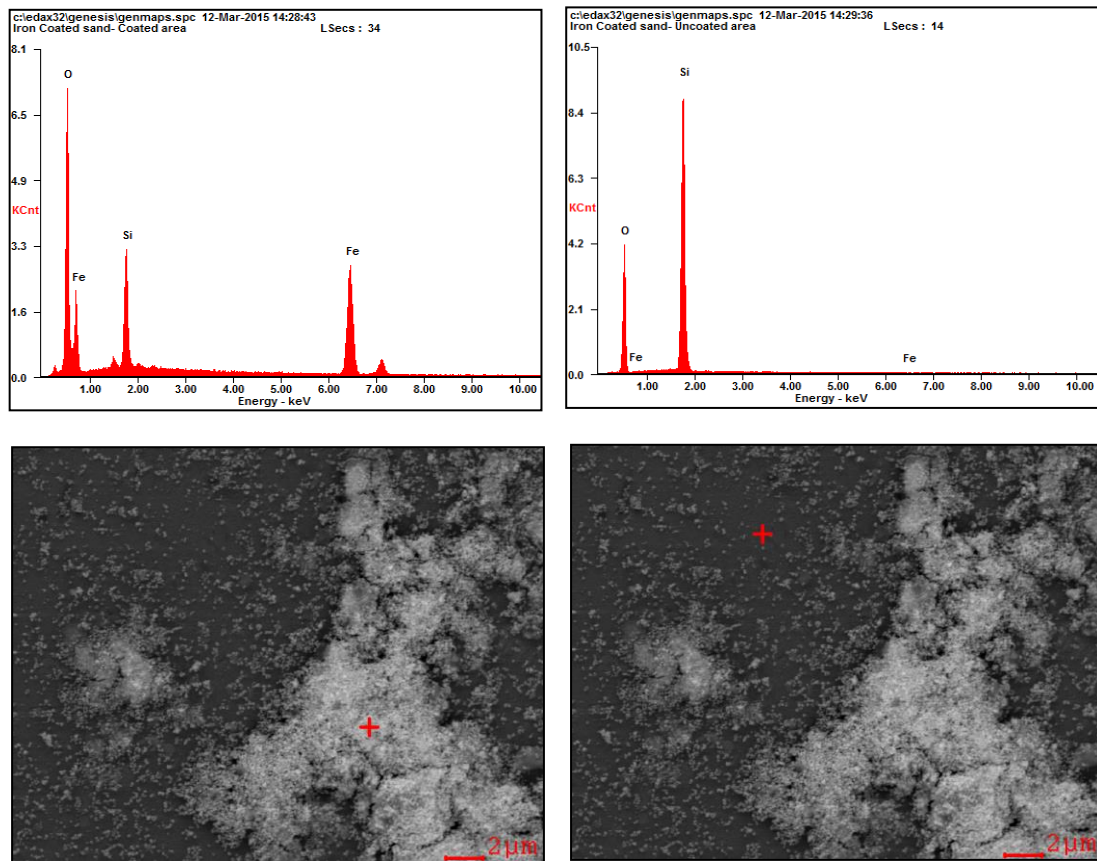 c:\edax32\genesis\genmaps.spc 12-Mar-2015 14:28:43
Iron Coated sand- Coated area LSecs : 34
8.1
O
6.5
4.9
KCnt
3.3
Si
Fe
Fe
1.6
0.0
1.00 2.00 3.00 4.00 5.00 6.00 7.00 8.00 9.00 10.00
Energy - keV
c:\edax32\genesis\genmaps.spc 12-Mar-2015 14:29:36
Iron Coated sand- Uncoated area LSecs : 14
10.5
Si
8.4
6.3
KCnt
O
4.2
2.1
Fe Fe
0.0
1.00 2.00 3.00 4.00 5.00 6.00 7.00 8.00 9.00 10.00
Energy - keV
2µm
2µm